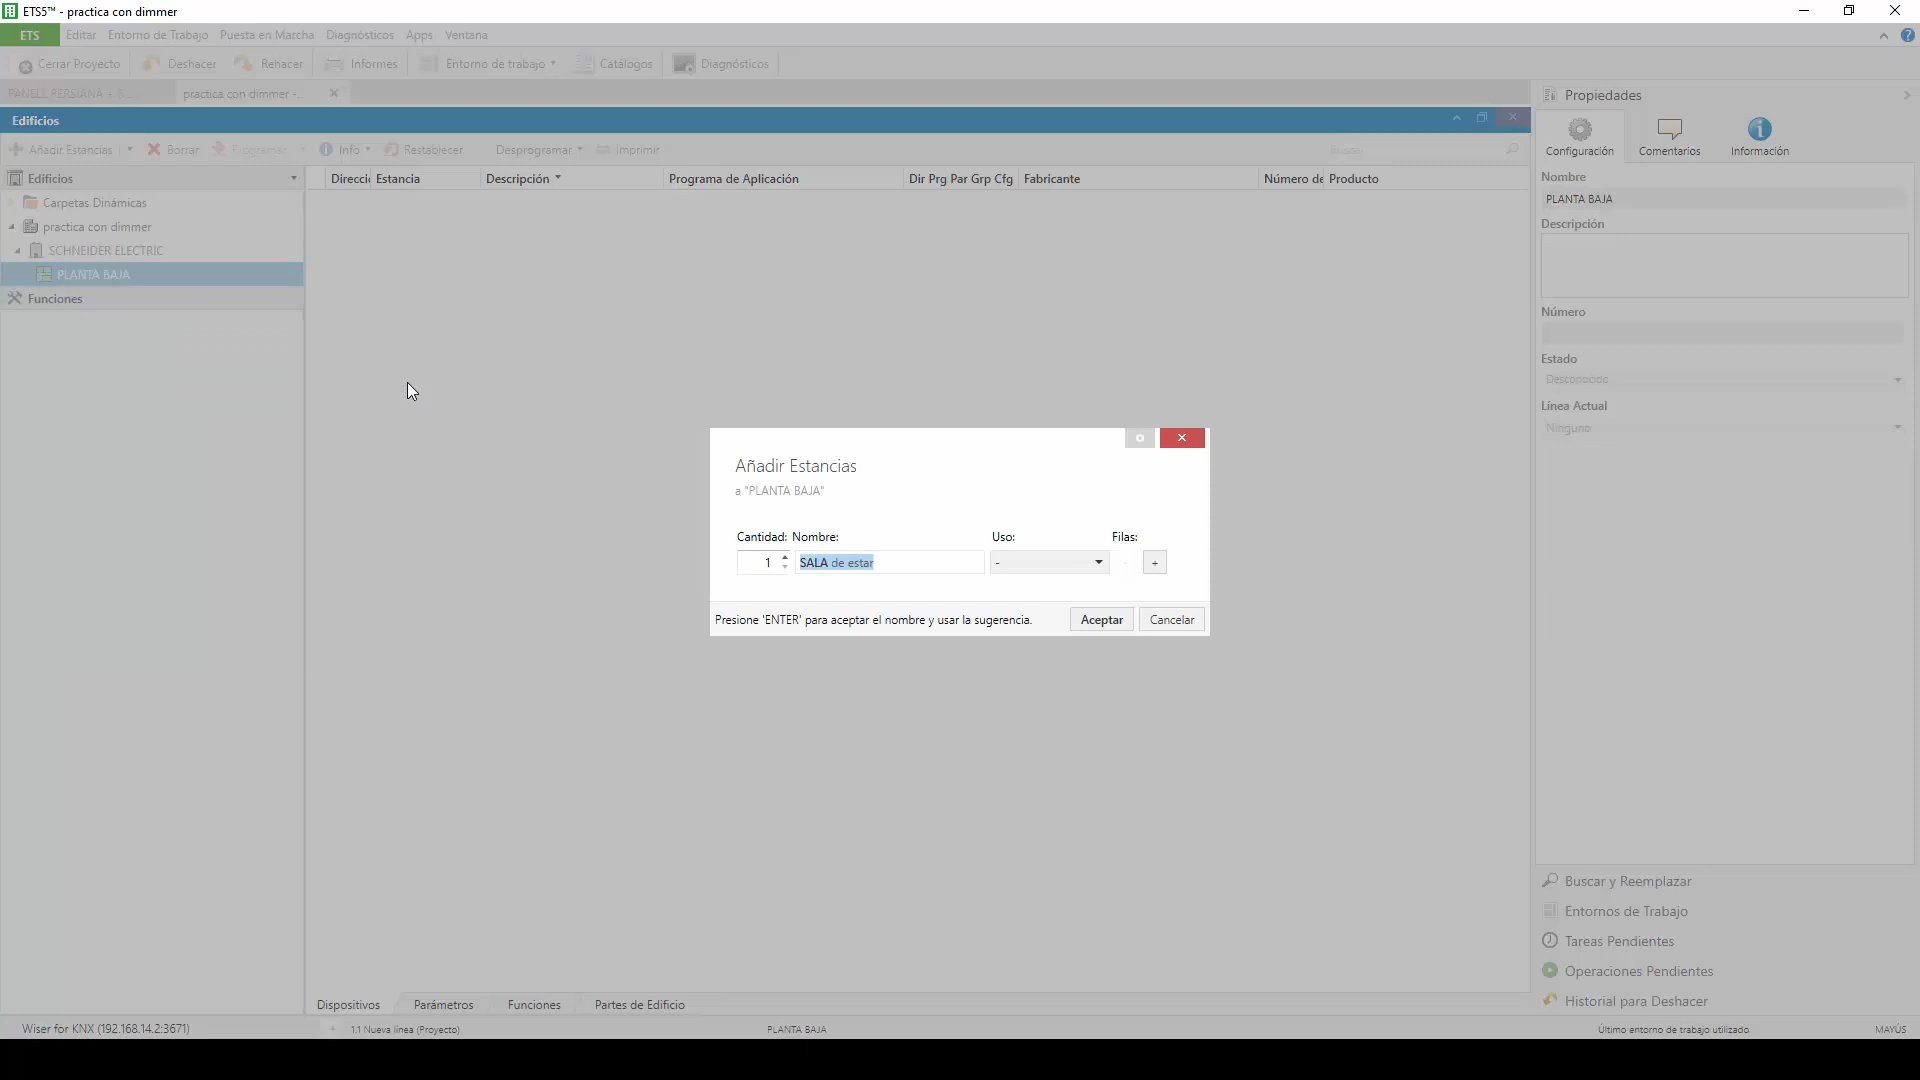 ETS5™ - practica con dimmer
ETS Editar Entorno de Trabajo Puesta en Marcha Diagnósticos Apps Ventana
Cerrar Proyecto Deshacer Rehacer Informes Entorno de trabajo Catálogos Diagnósticos
PANELL PERSIANA - practica con dimmer -...
Edificios
Añadir Estancias Borrar Programar Info Restablecer Desprogramar Imprimir Buscar
Edificios
Direcci Estancia Descripción Programa de Aplicación Dir Prg Par Grp Cfg Fabricante Número de Producto
Carpetas Dinámicas
practica con dimmer
SCHNEIDER ELECTRIC
PLANTA BAJA
Funciones
Añadir Estancias
a "PLANTA BAJA"
Cantidad: Nombre: Uso: Filas:
1 SALA de estar - +
Presione 'ENTER' para aceptar el nombre y usar la sugerencia. Aceptar Cancelar
Propiedades
Configuración Comentarios Información
Nombre
PLANTA BAJA
Descripción
Número
Estado
Desconocido
Línea Actual
Ninguno
Buscar y Reemplazar
Entornos de Trabajo
Tareas Pendientes
Operaciones Pendientes
Historial para Deshacer
Dispositivos Parámetros Funciones Partes de Edificio
Wiser for KNX (192.168.14.2:3671) 1.1 Nueva línea (Proyecto) PLANTA BAJA Último entorno de trabajo utilizado MAYÚS